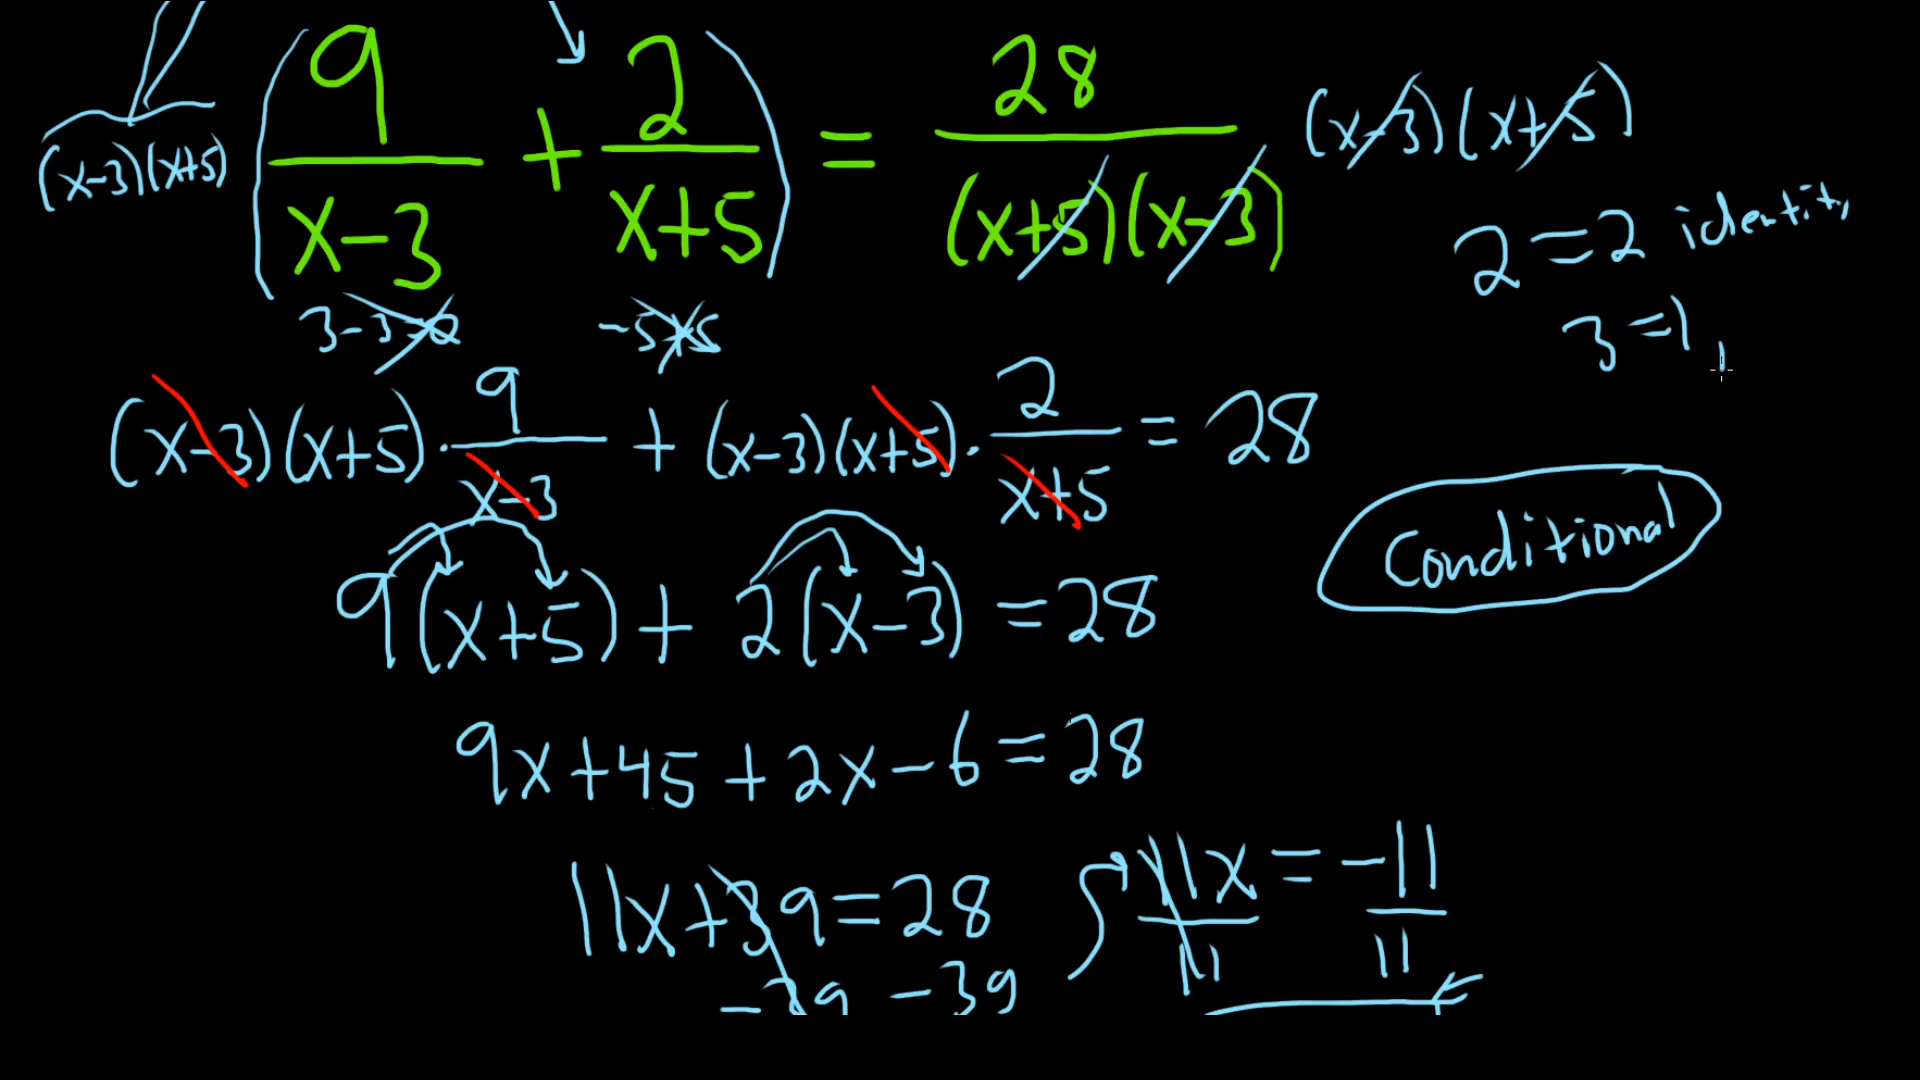 (x-3)(x+5) ( 9/(x-3) + 2/(x+5) ) = 28/((x+5)(x-3)) (x-3)(x+5)
2=2 identity
3-3=0 -5+5
3=1
(x-3)(x+5) · 9/(x-3) + (x-3)(x+5) · 2/(x+5) = 28
Conditional
9(x+5) + 2(x-3) = 28
9x+45+2x-6=28
11x+39=28
-39 -39
11x/11 = -11/11